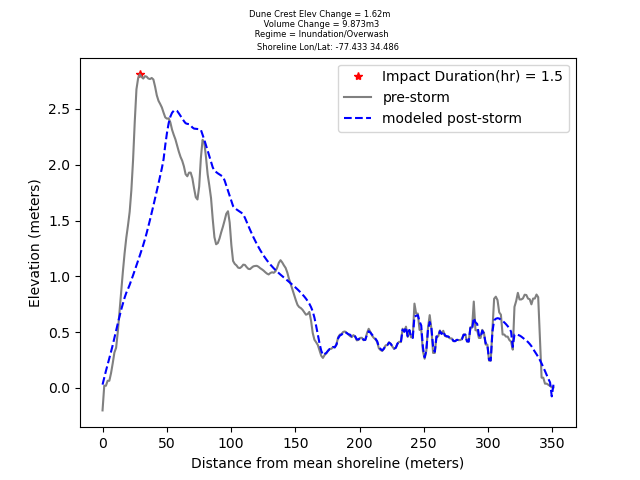 Dune Crest Elev Change = 1.62m
Volume Change = 9.873m3
Regime = Inundation/Overwash
Shoreline Lon/Lat: -77.433 34.486
Impact Duration(hr) = 1.5
pre-storm
modeled post-storm
Elevation (meters)
2.5
2.0
1.5
1.0
0.5
0.0
0 50 100 150 200 250 300 350
Distance from mean shoreline (meters)